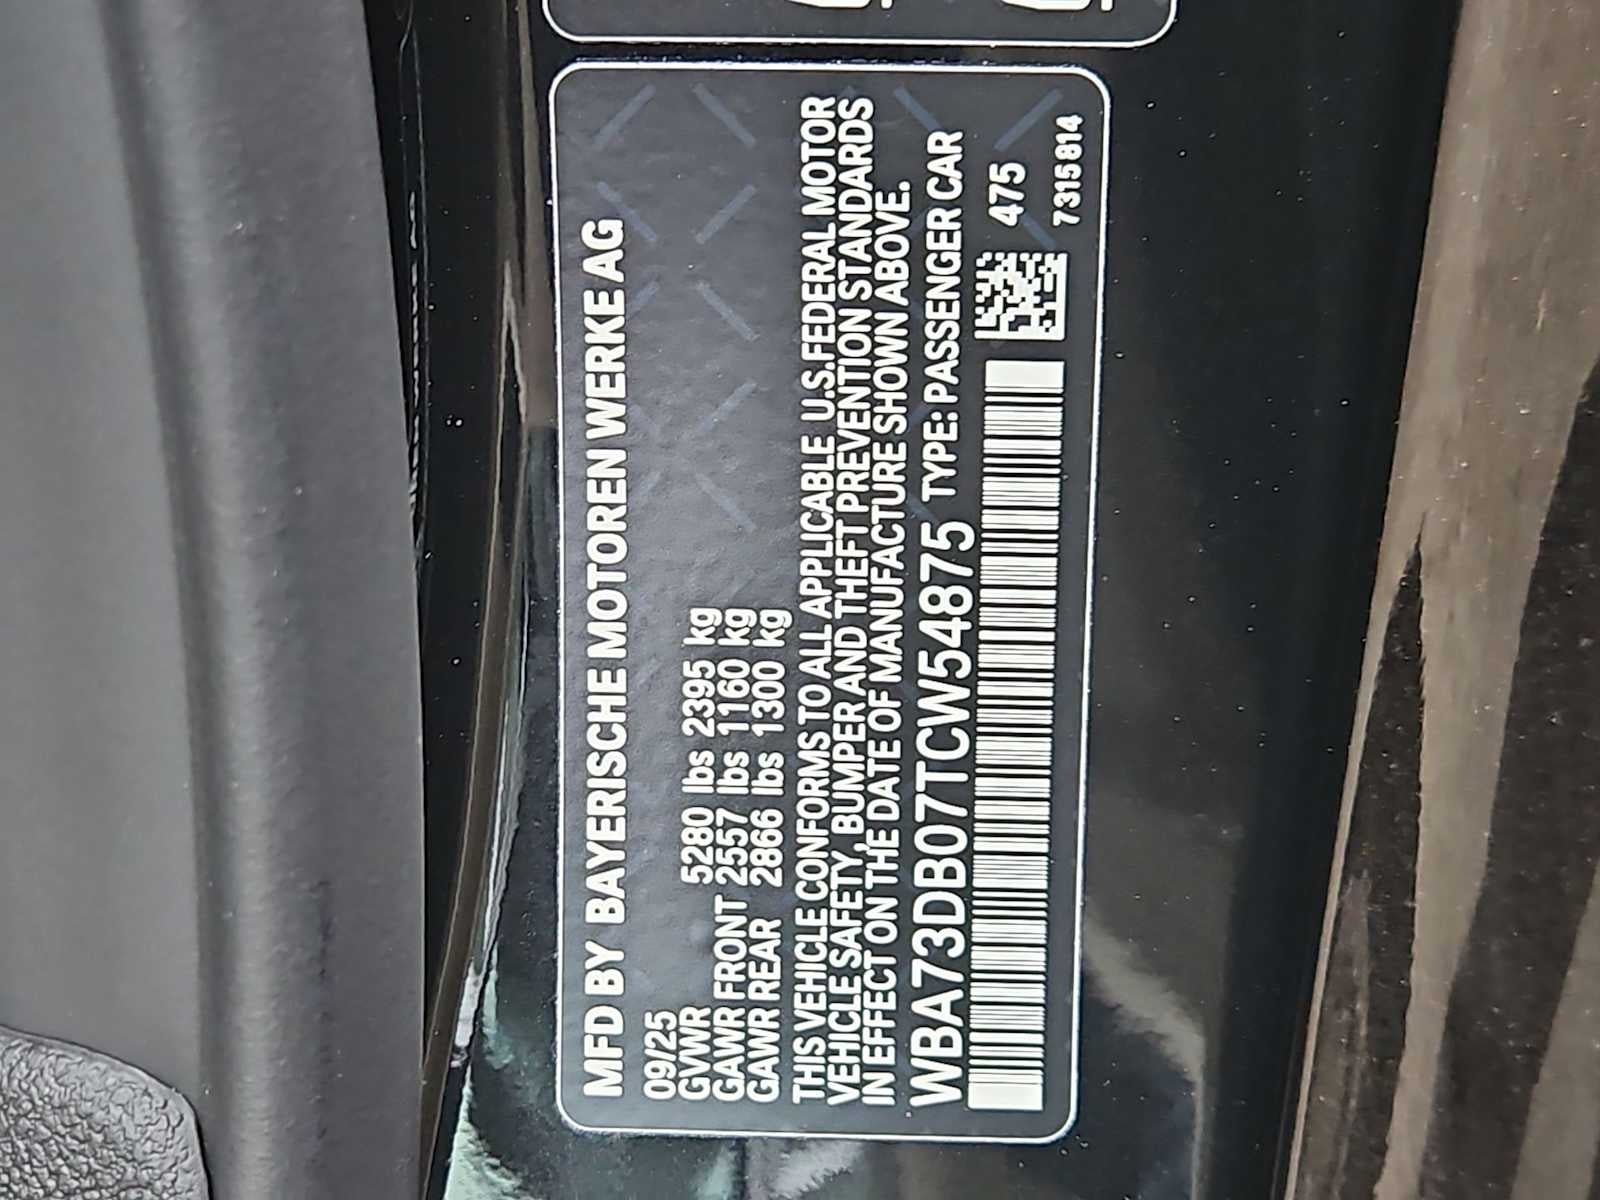 MFD BY BAYERISCHE MOTOREN WERKE AG
09/25
GVWR 5280 lbs 2395 kg
GAWR FRONT 2557 lbs 1160 kg
GAWR REAR 2866 lbs 1300 kg
THIS VEHICLE CONFORMS TO ALL APPLICABLE U.S.FEDERAL MOTOR
VEHICLE SAFETY, BUMPER AND THEFT PREVENTION STANDARDS
IN EFFECT ON THE DATE OF MANUFACTURE SHOWN ABOVE.
WBA73DB07TCW54875 TYPE: PASSENGER CAR
475
7315814